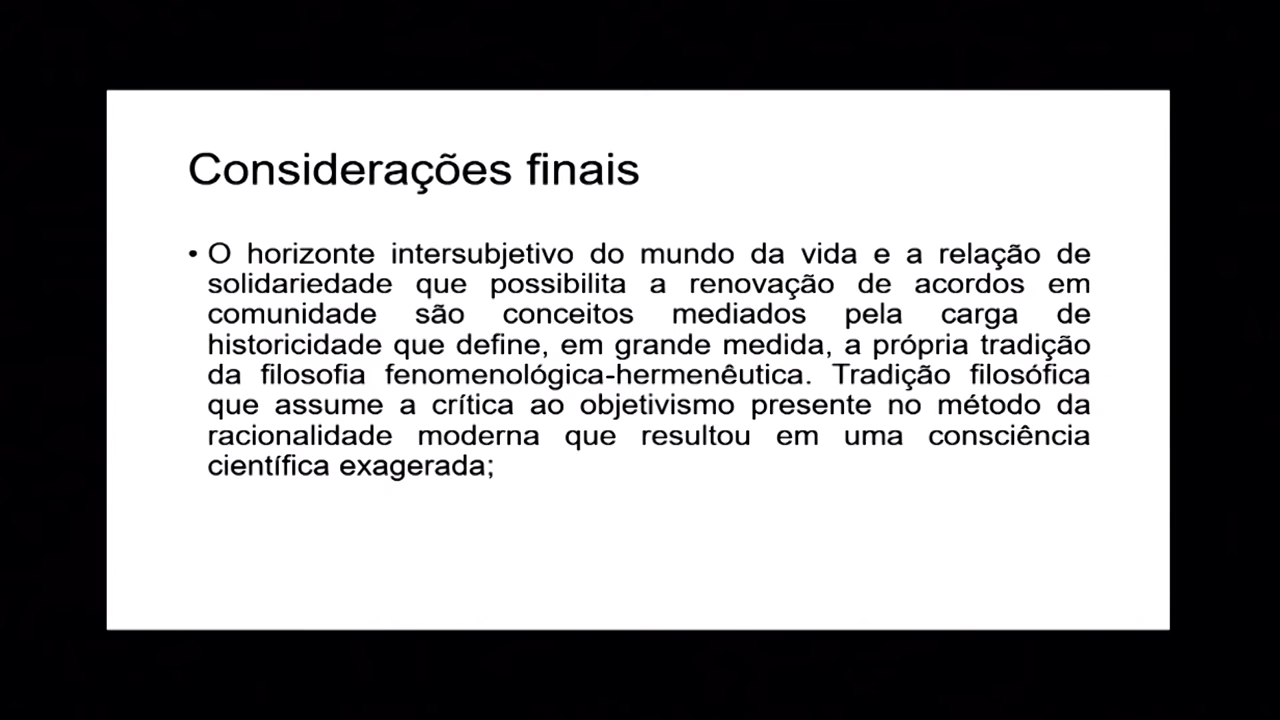 Considerações finais
• O horizonte intersubjetivo do mundo da vida e a relação de
solidariedade que possibilita a renovação de acordos em
comunidade são conceitos mediados pela carga de
historicidade que define, em grande medida, a própria tradição
da filosofia fenomenológica-hermenêutica. Tradição filosófica
que assume a crítica ao objetivismo presente no método da
racionalidade moderna que resultou em uma consciência
científica exagerada;